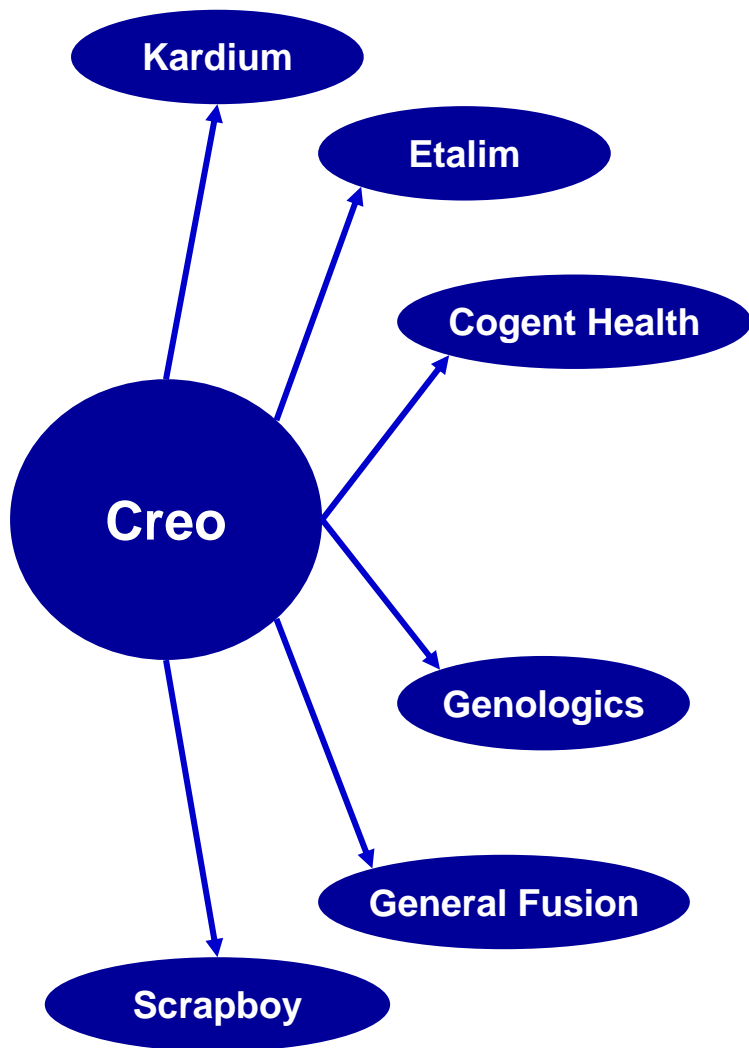 Kardium
Etalim
Cogent Health
Creo
Genologics
General Fusion
Scrapboy